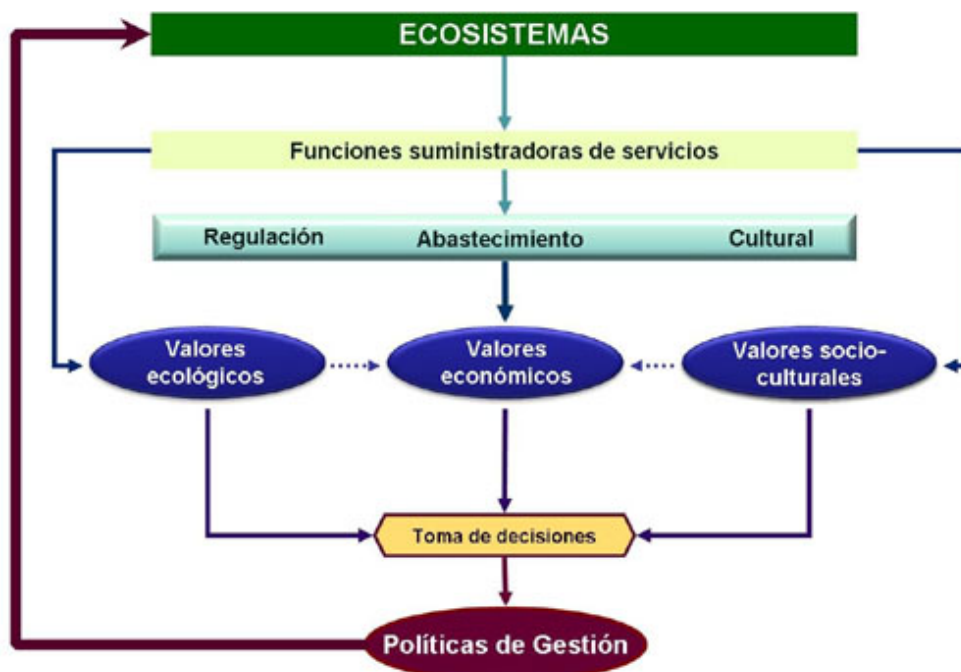 ECOSISTEMAS
Funciones suministradoras de servicios
Regulación Abastecimiento Cultural
Valores
ecológicos
Valores
económicos
Valores socio-
culturales
Toma de decisiones
Políticas de Gestión